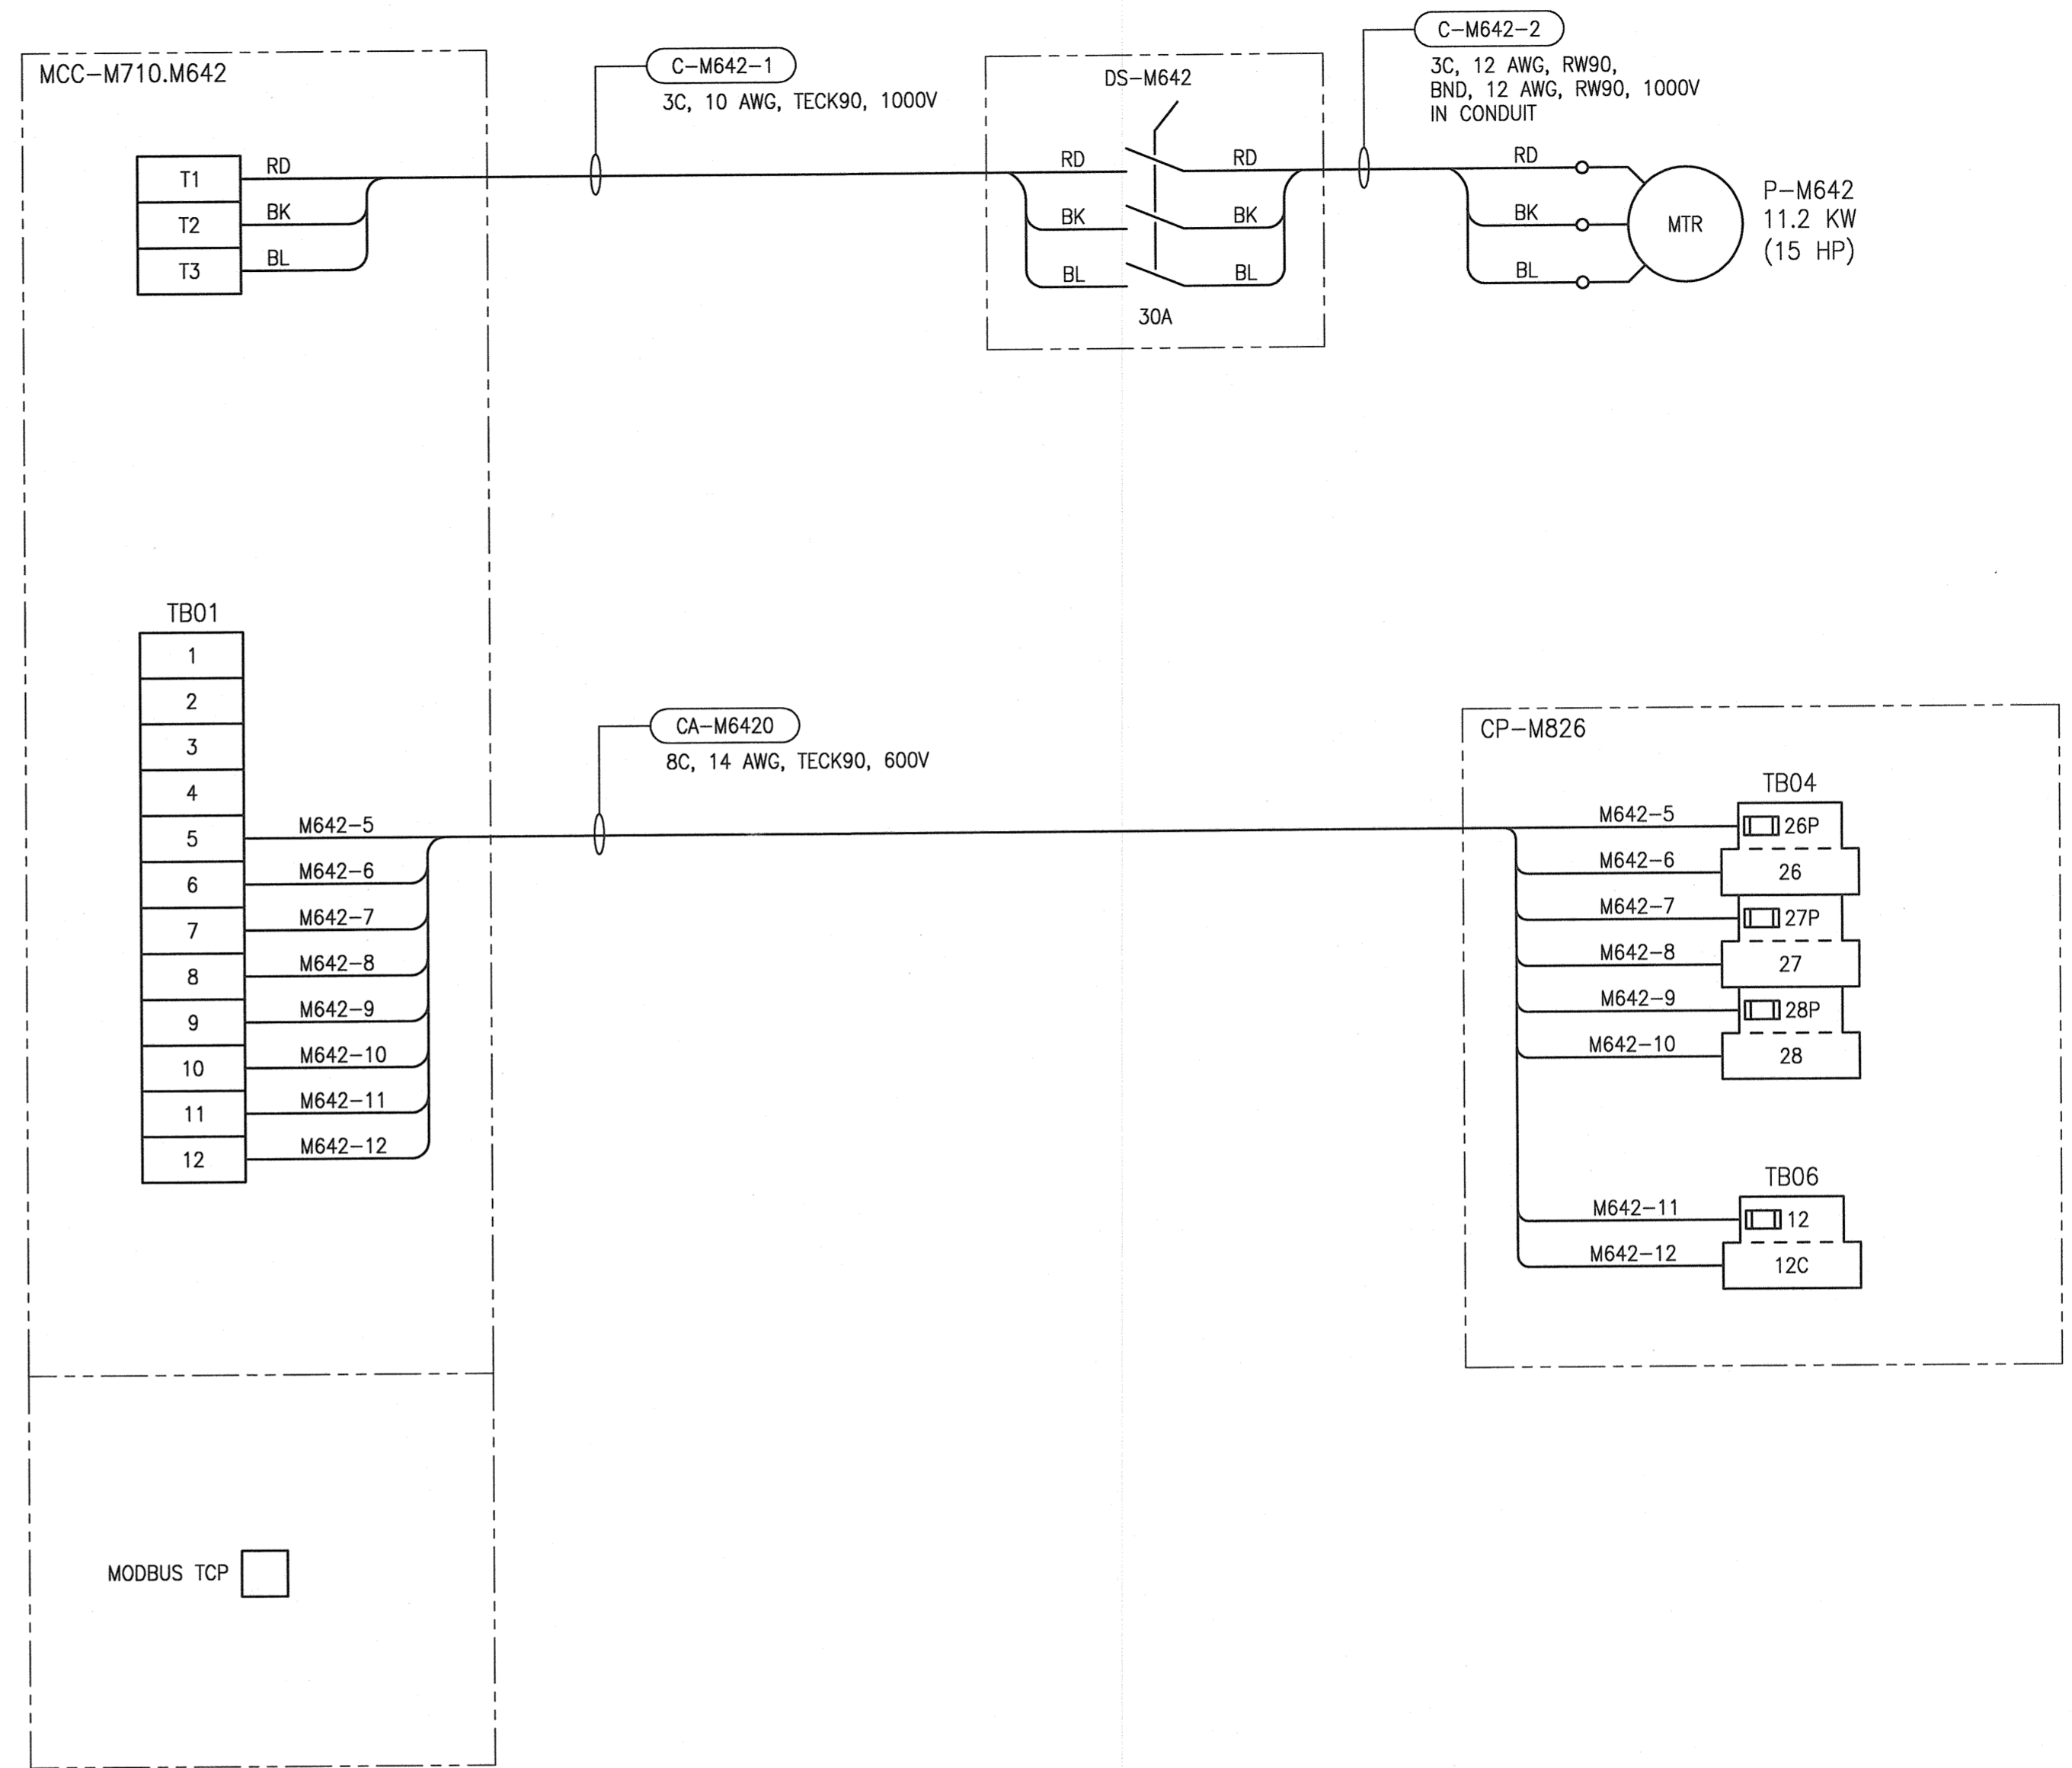 MCC-M710.M642
C-M642-1
3C, 10 AWG, TECK90, 1000V
DS-M642
C-M642-2
3C, 12 AWG, RW90,
BND, 12 AWG, RW90, 1000V
IN CONDUIT
T1
T2
T3
RD
BK
BL
RD
BK
BL
RD
BK
BL
30A
RD
BK
BL
MTR
P-M642
11.2 KW
(15 HP)
TB01
1
2
3
4
5
6
7
8
9
10
11
12
M642-5
M642-6
M642-7
M642-8
M642-9
M642-10
M642-11
M642-12
CA-M6420
8C, 14 AWG, TECK90, 600V
CP-M826
TB04
M642-5
26P
M642-6
26
M642-7
27P
M642-8
27
M642-9
28P
M642-10
28
TB06
M642-11
12
M642-12
12C
MODBUS TCP